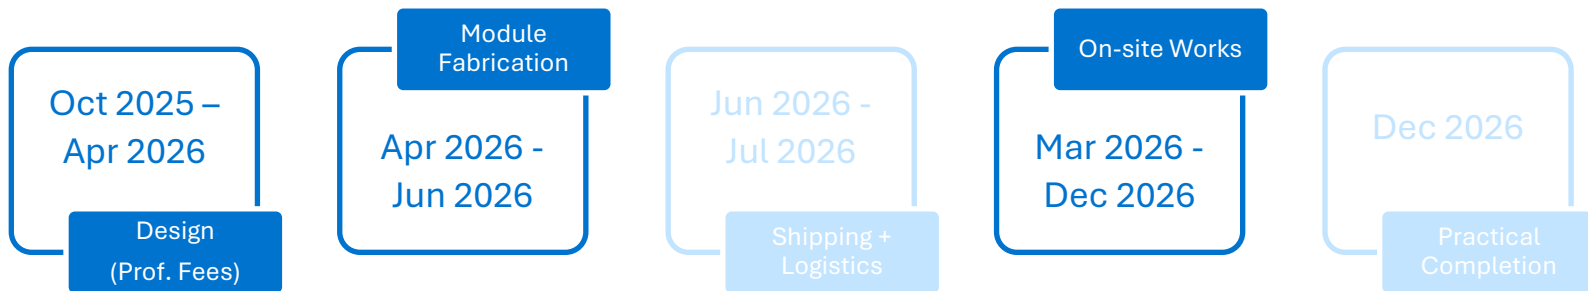 Oct 2025 –
Apr 2026
Design
(Prof. Fees)
Module
Fabrication
Apr 2026 -
Jun 2026
Jun 2026 -
Jul 2026
Shipping +
Logistics
On-site Works
Mar 2026 -
Dec 2026
Dec 2026
Practical
Completion